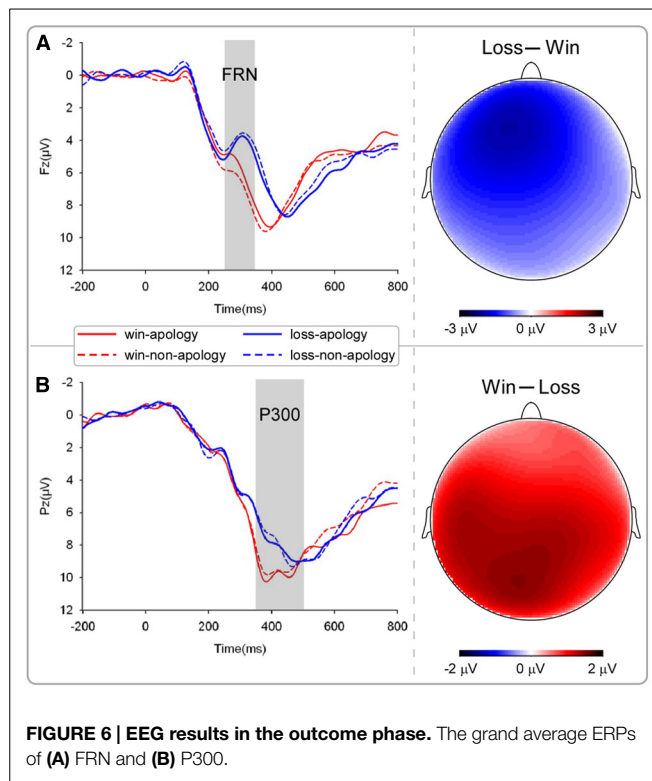 A
-2
0
4
6
8
10
12
Fz(µV)
FRN
-200 0 200 400 600 800
Time(ms)
Loss— Win
-3 µV 0 µV 3 µV
win-apology loss-apology
win-non-apology loss-non-apology
B
-2
0
2
4
6
8
10
12
Pz(µV)
P300
-200 0 200 400 600 800
Time(ms)
Win— Loss
-2 µV 0 µV 2 µV
FIGURE 6 | EEG results in the outcome phase. The grand average ERPs
of (A) FRN and (B) P300.